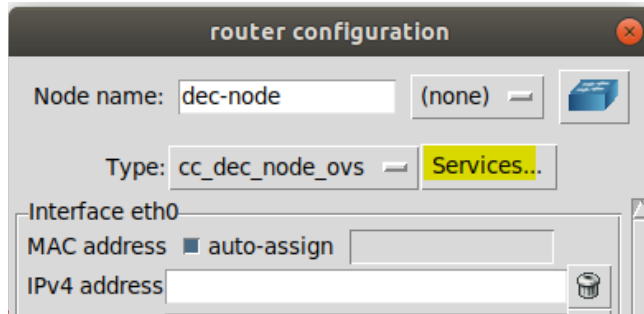 router configuration
Node name: dec-node (none)
Type: cc_dec_node_ovs Services...
Interface eth0
MAC address auto-assign
IPv4 address